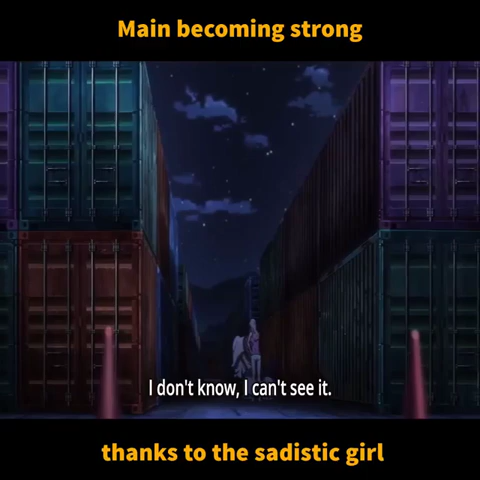 Main becoming strong
I don't know, I can't see it.
thanks to the sadistic girl